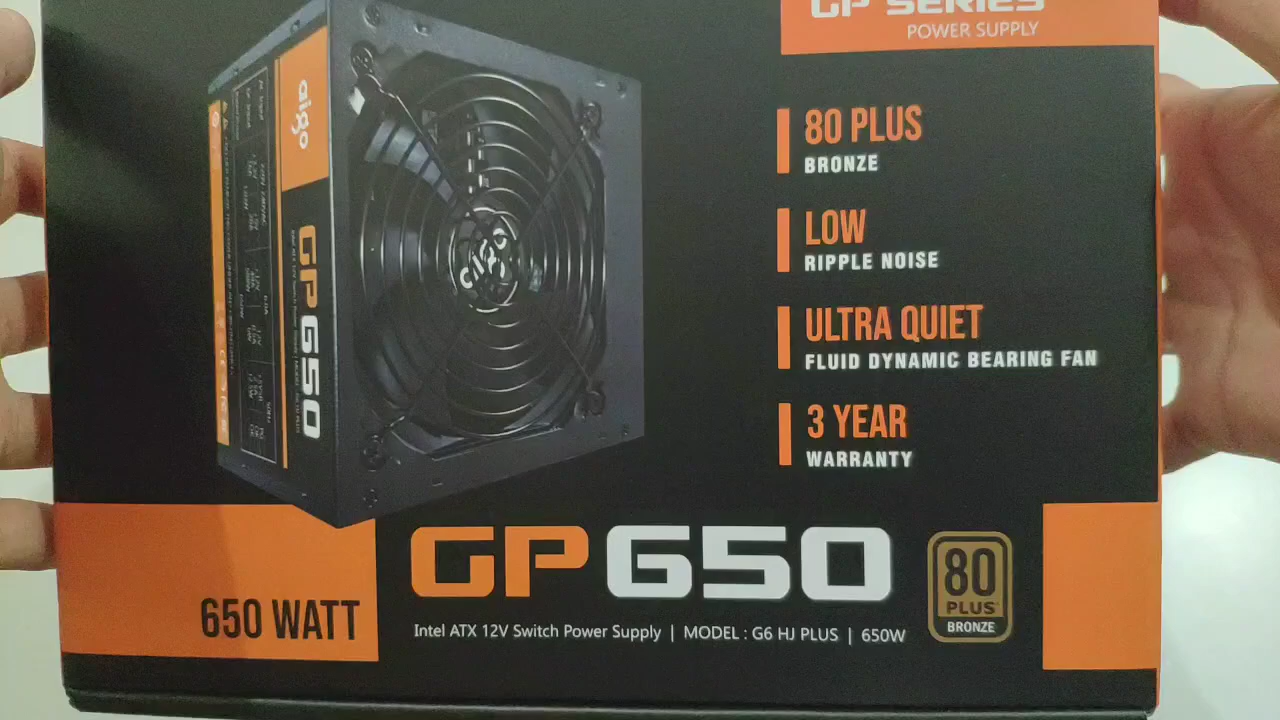 GP SERIES
POWER SUPPLY
80 PLUS
BRONZE
LOW
RIPPLE NOISE
ULTRA QUIET
FLUID DYNAMIC BEARING FAN
3 YEAR
WARRANTY
aigo
GP650
aigo
GP650
650 WATT
Intel ATX 12V Switch Power Supply | MODEL : G6 HJ PLUS | 650W
80
PLUS
BRONZE